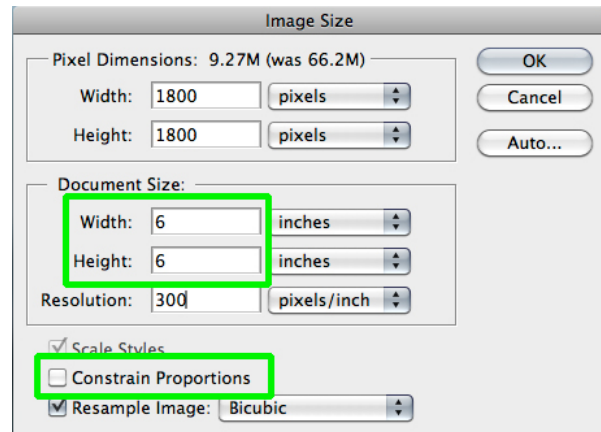 Image Size
Pixel Dimensions: 9.27M (was 66.2M)
Width: 1800 pixels
Height: 1800 pixels
OK
Cancel
Auto...
Document Size:
Width: 6 inches
Height: 6 inches
Resolution: 300 pixels/inch
Scale Styles
Constrain Proportions
Resample Image: Bicubic